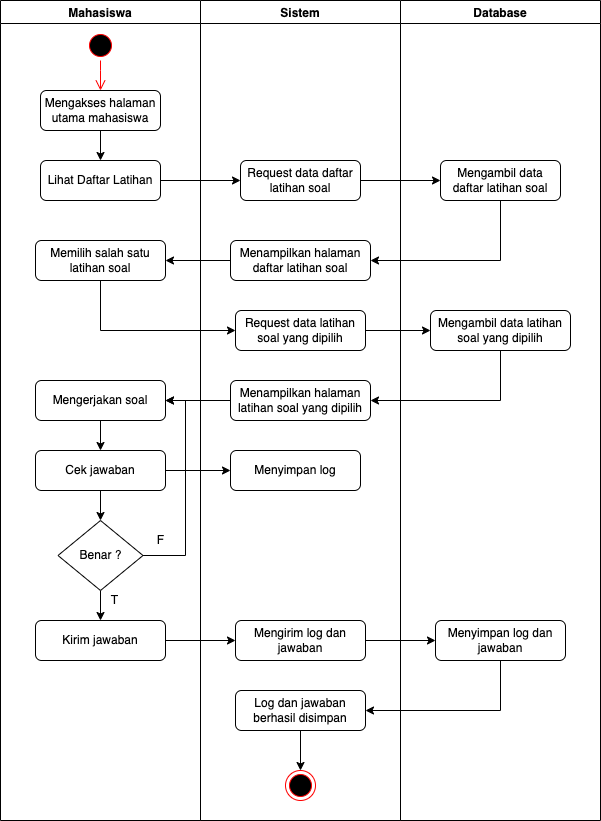 Mahasiswa
Sistem
Database
Mengakses halaman
utama mahasiswa
Lihat Daftar Latihan
Request data daftar
latihan soal
Mengambil data
daftar latihan soal
Memilih salah satu
latihan soal
Menampilkan halaman
daftar latihan soal
Request data latihan
soal yang dipilih
Mengambil data latihan
soal yang dipilih
Mengerjakan soal
Menampilkan halaman
latihan soal yang dipilih
Cek jawaban
Menyimpan log
Benar ?
F
T
Kirim jawaban
Mengirim log dan
jawaban
Menyimpan log dan
jawaban
Log dan jawaban
berhasil disimpan